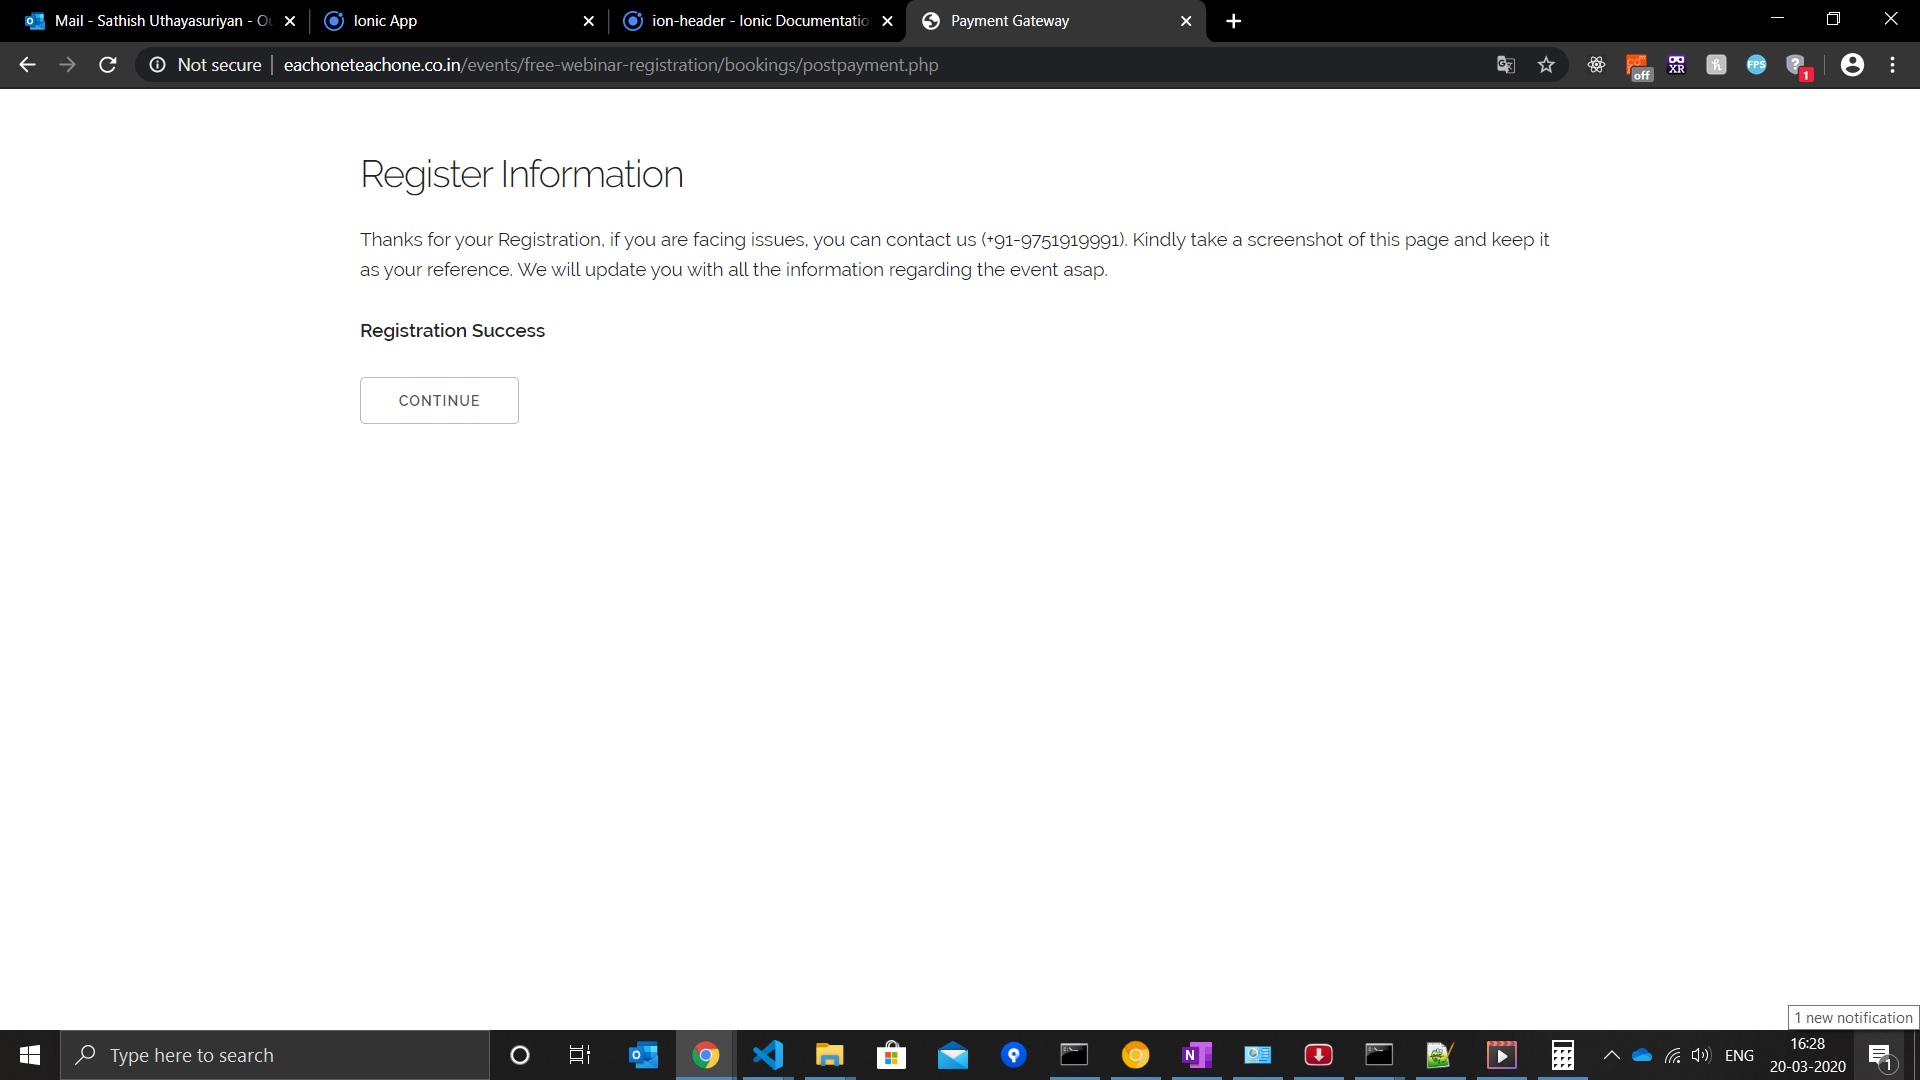 Mail - Sathish Uthayasuriyan - Ou
Ionic App
ion-header - Ionic Documentatio
Payment Gateway
Not secure
eachoneteachone.co.in/events/free-webinar-registration/bookings/postpayment.php
off
XR
FPS
1
Register Information
Thanks for your Registration, if you are facing issues, you can contact us (+91-9751919991). Kindly take a screenshot of this page and keep it
as your reference. We will update you with all the information regarding the event asap.
Registration Success
CONTINUE
1 new notification
Type here to search
ENG
16:28
20-03-2020
1